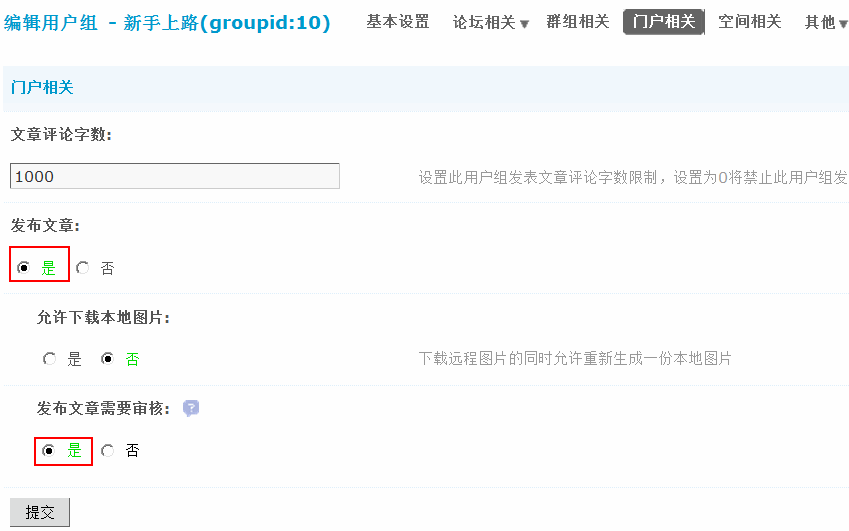 编辑用户组 - 新手上路(groupid:10) 基本设置 论坛相关 群组相关 门户相关 空间相关 其他
门户相关
文章评论字数:
1000 设置此用户组发表文章评论字数限制，设置为0将禁止此用户组发
发布文章:
是 否
允许下载本地图片:
是 否 下载远程图片的同时允许重新生成一份本地图片
发布文章需要审核: ?
是 否
提交